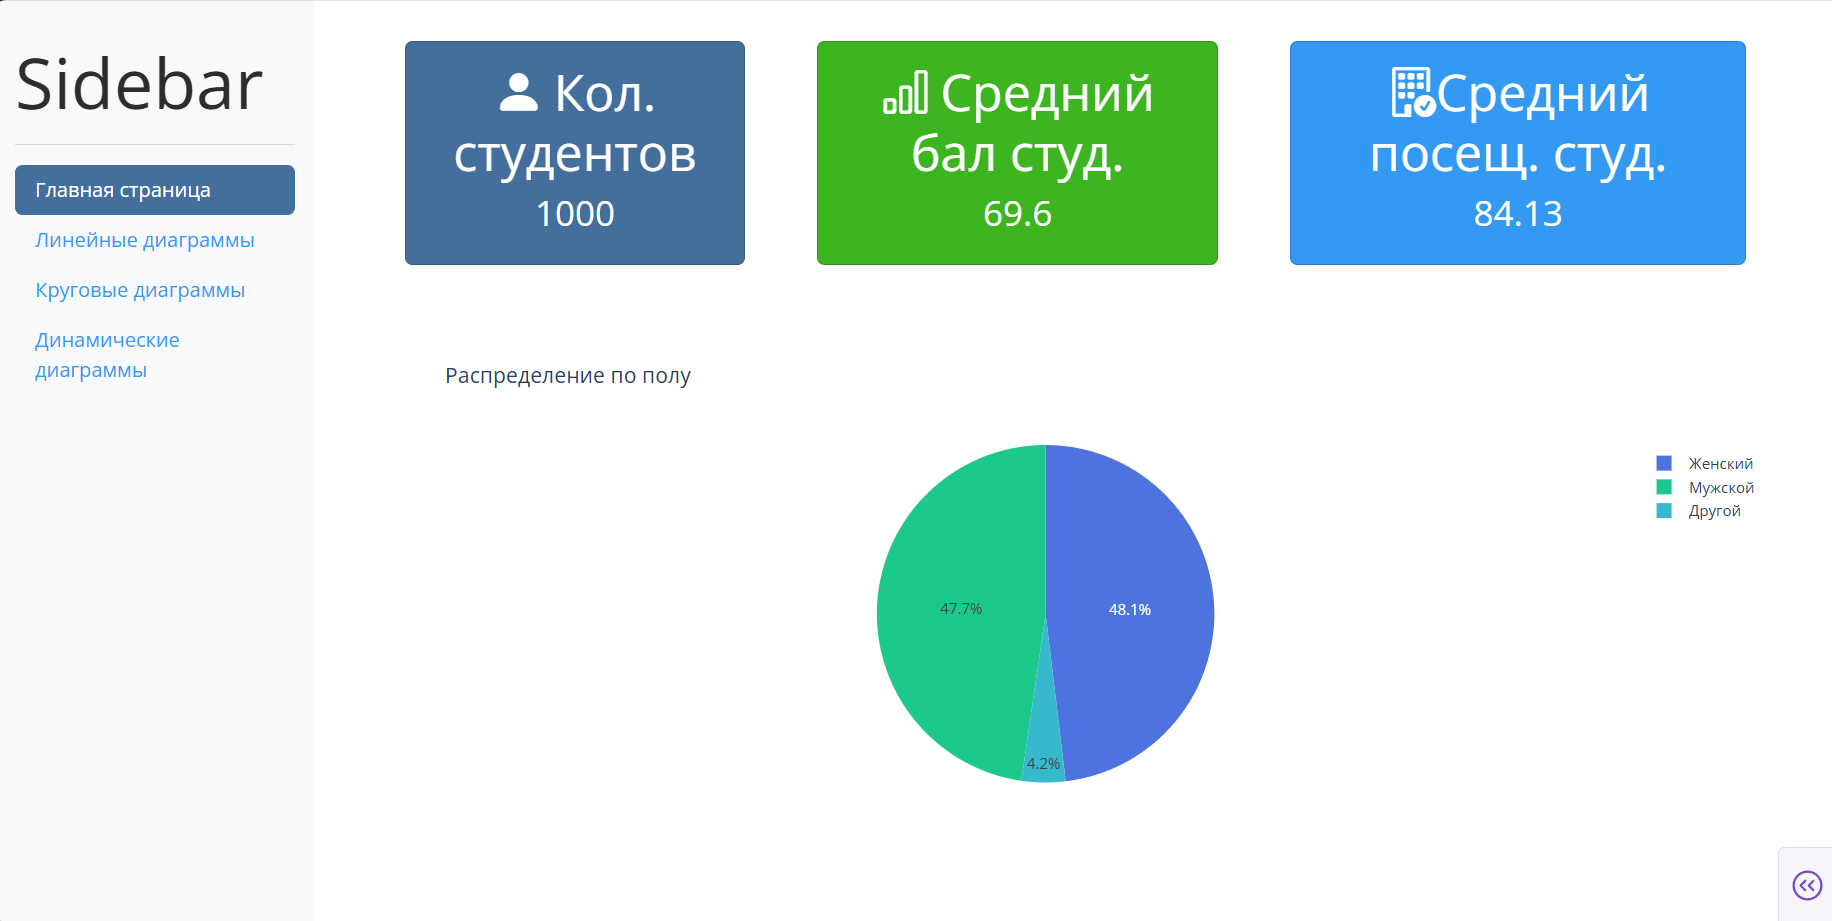 Sidebar
Главная страница
Линейные диаграммы
Круговые диаграммы
Динамические
диаграммы
Кол.
студентов
1000
Средний
бал студ.
69.6
Средний
посещ. студ.
84.13
Распределение по полу
47.7%
48.1%
4.2%
Женский
Мужской
Другой